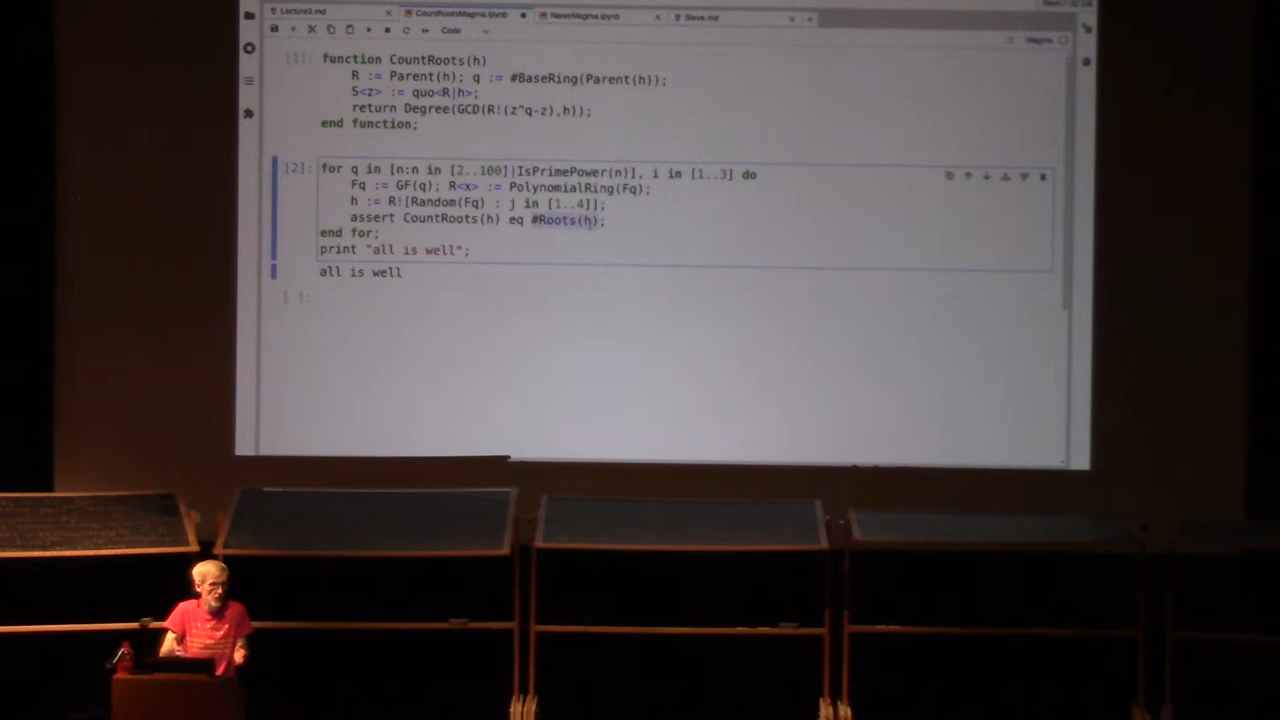 Lecture3.md
CountRootsMagma.ipynb
NaiveMagma.ipynb
Sieve.md
Code
Magma
[1]: function CountRoots(h)
R := Parent(h); q := #BaseRing(Parent(h));
S<z> := quo<R|h>;
return Degree(GCD(R!(z^q-z),h));
end function;
[2]: for q in [n:n in [2..100]|IsPrimePower(n)], i in [1..3] do
Fq := GF(q); R<x> := PolynomialRing(Fq);
h := R![Random(Fq) : j in [1..4]];
assert CountRoots(h) eq #Roots(h);
end for;
print "all is well";
all is well
[ ]: